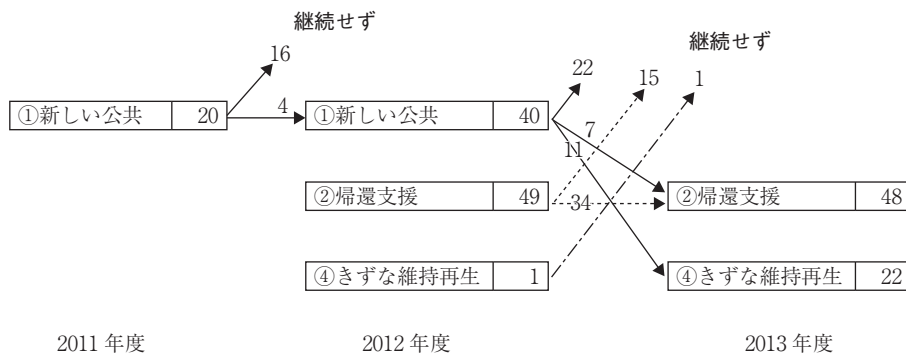 継続せず
継続せず
16
22
15
1
①新しい公共 20
4
①新しい公共 40
7
11
②帰還支援 49
34
②帰還支援 48
④きずな維持再生 1
④きずな維持再生 22
2011 年度
2012 年度
2013 年度